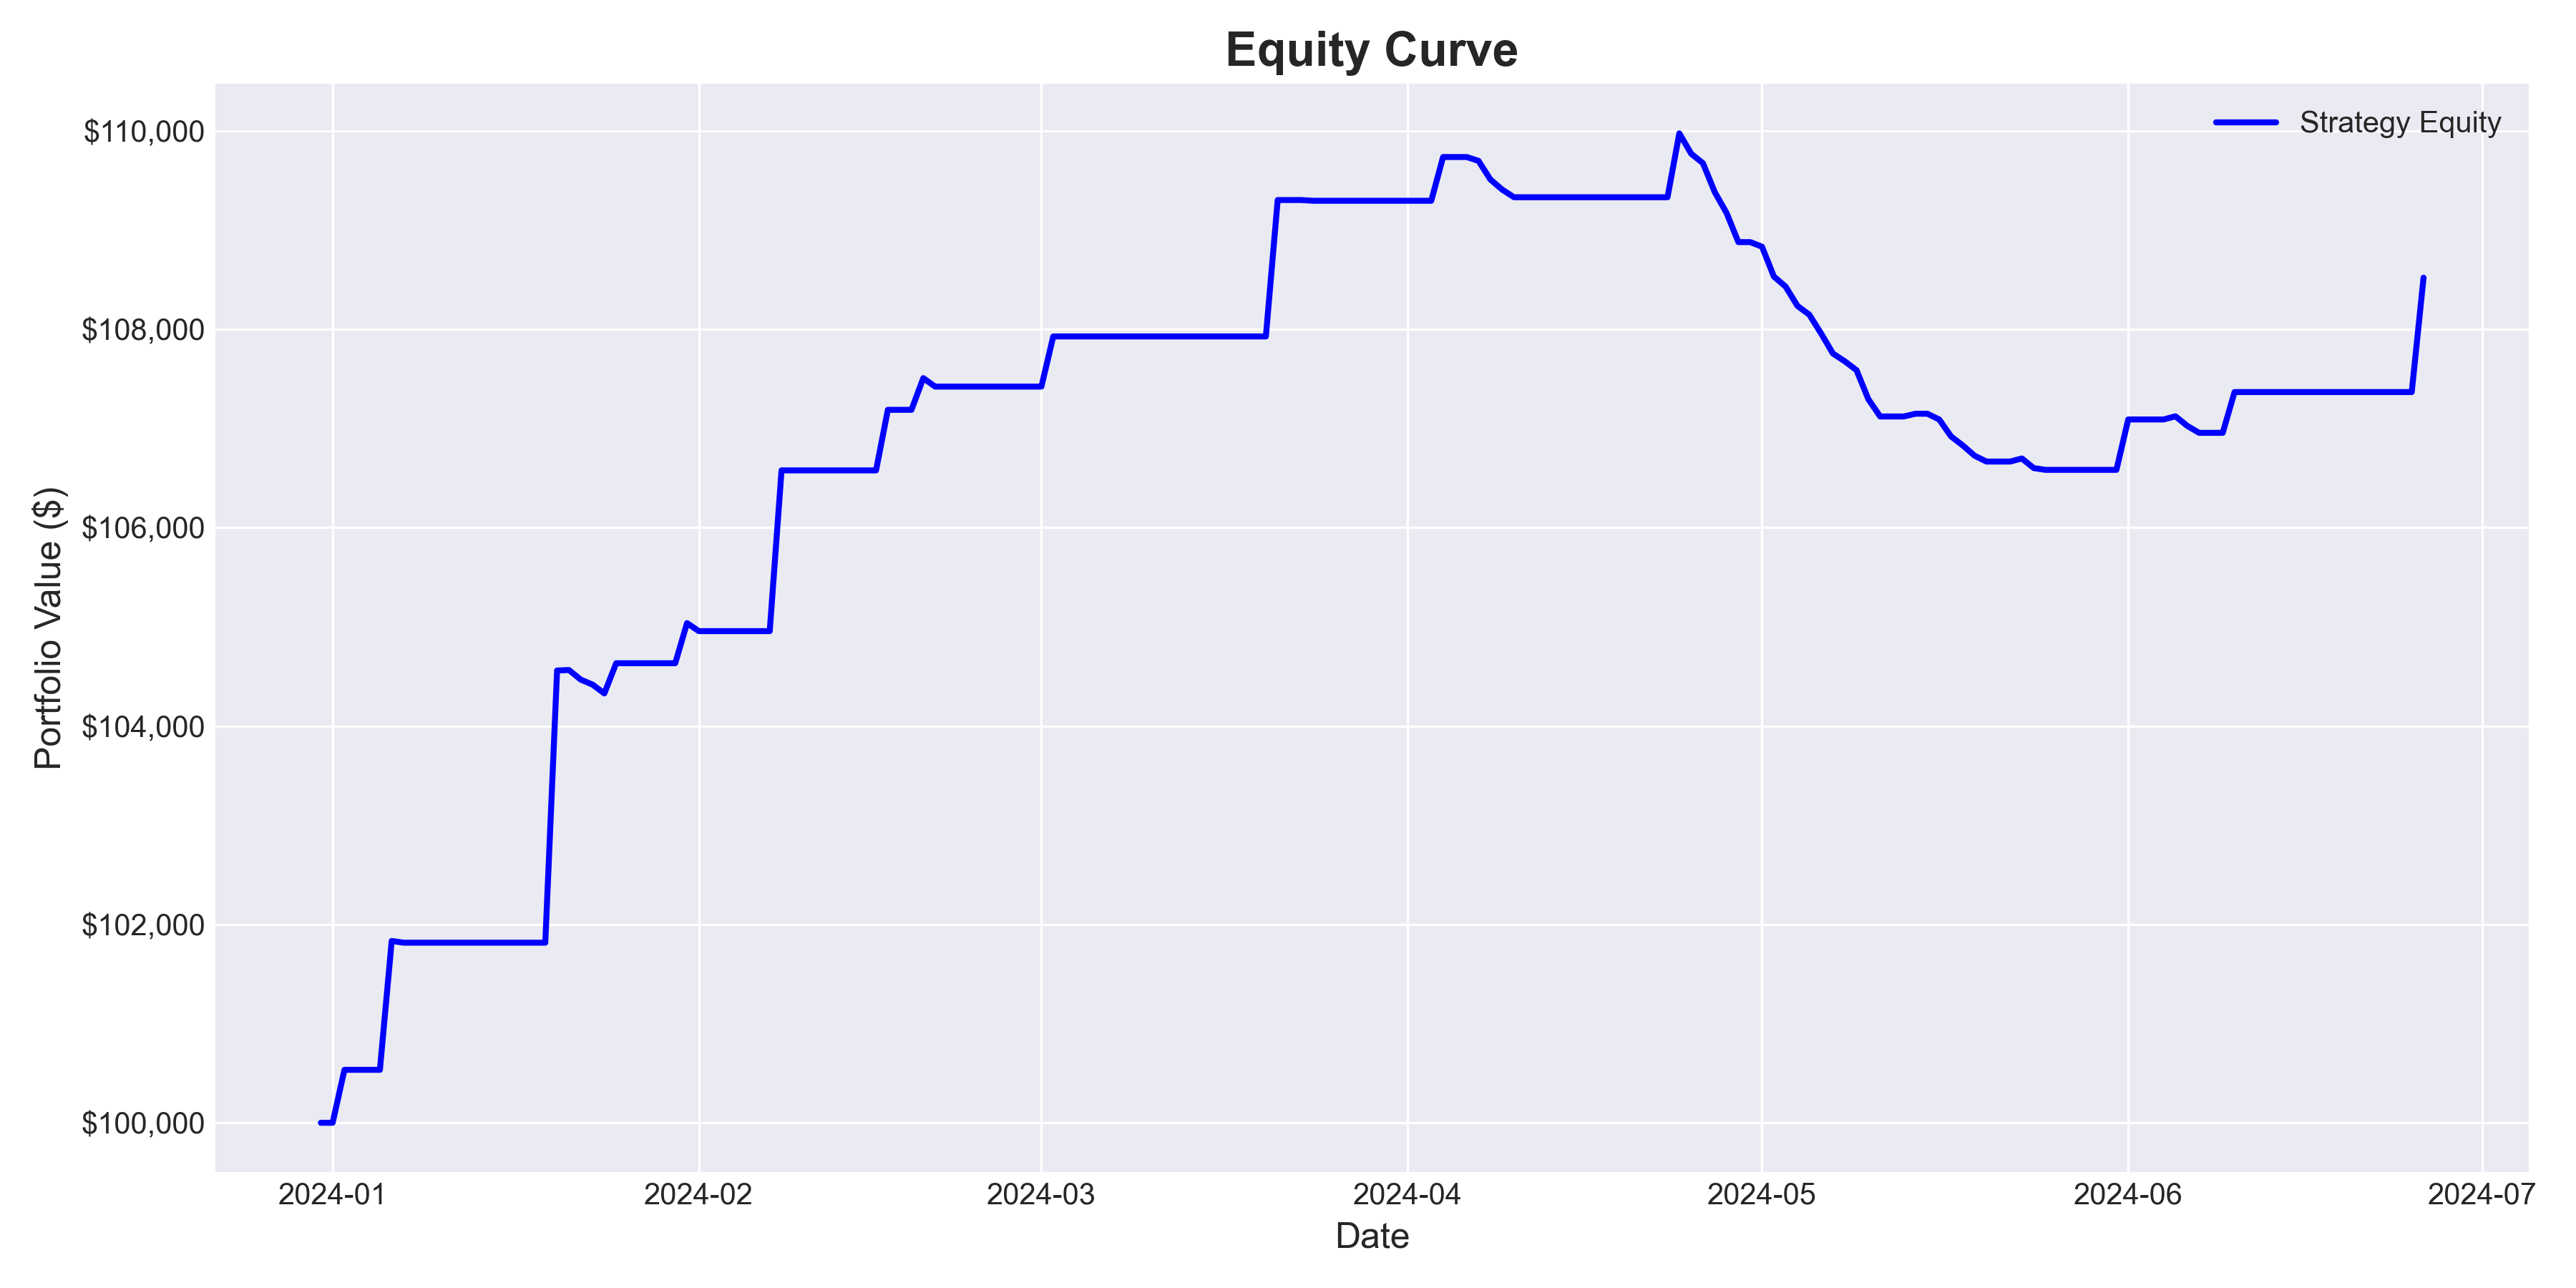 Equity Curve
Strategy Equity
Portfolio Value ($)
$110,000
$108,000
$106,000
$104,000
$102,000
$100,000
2024-01 2024-02 2024-03 2024-04 2024-05 2024-06 2024-07
Date